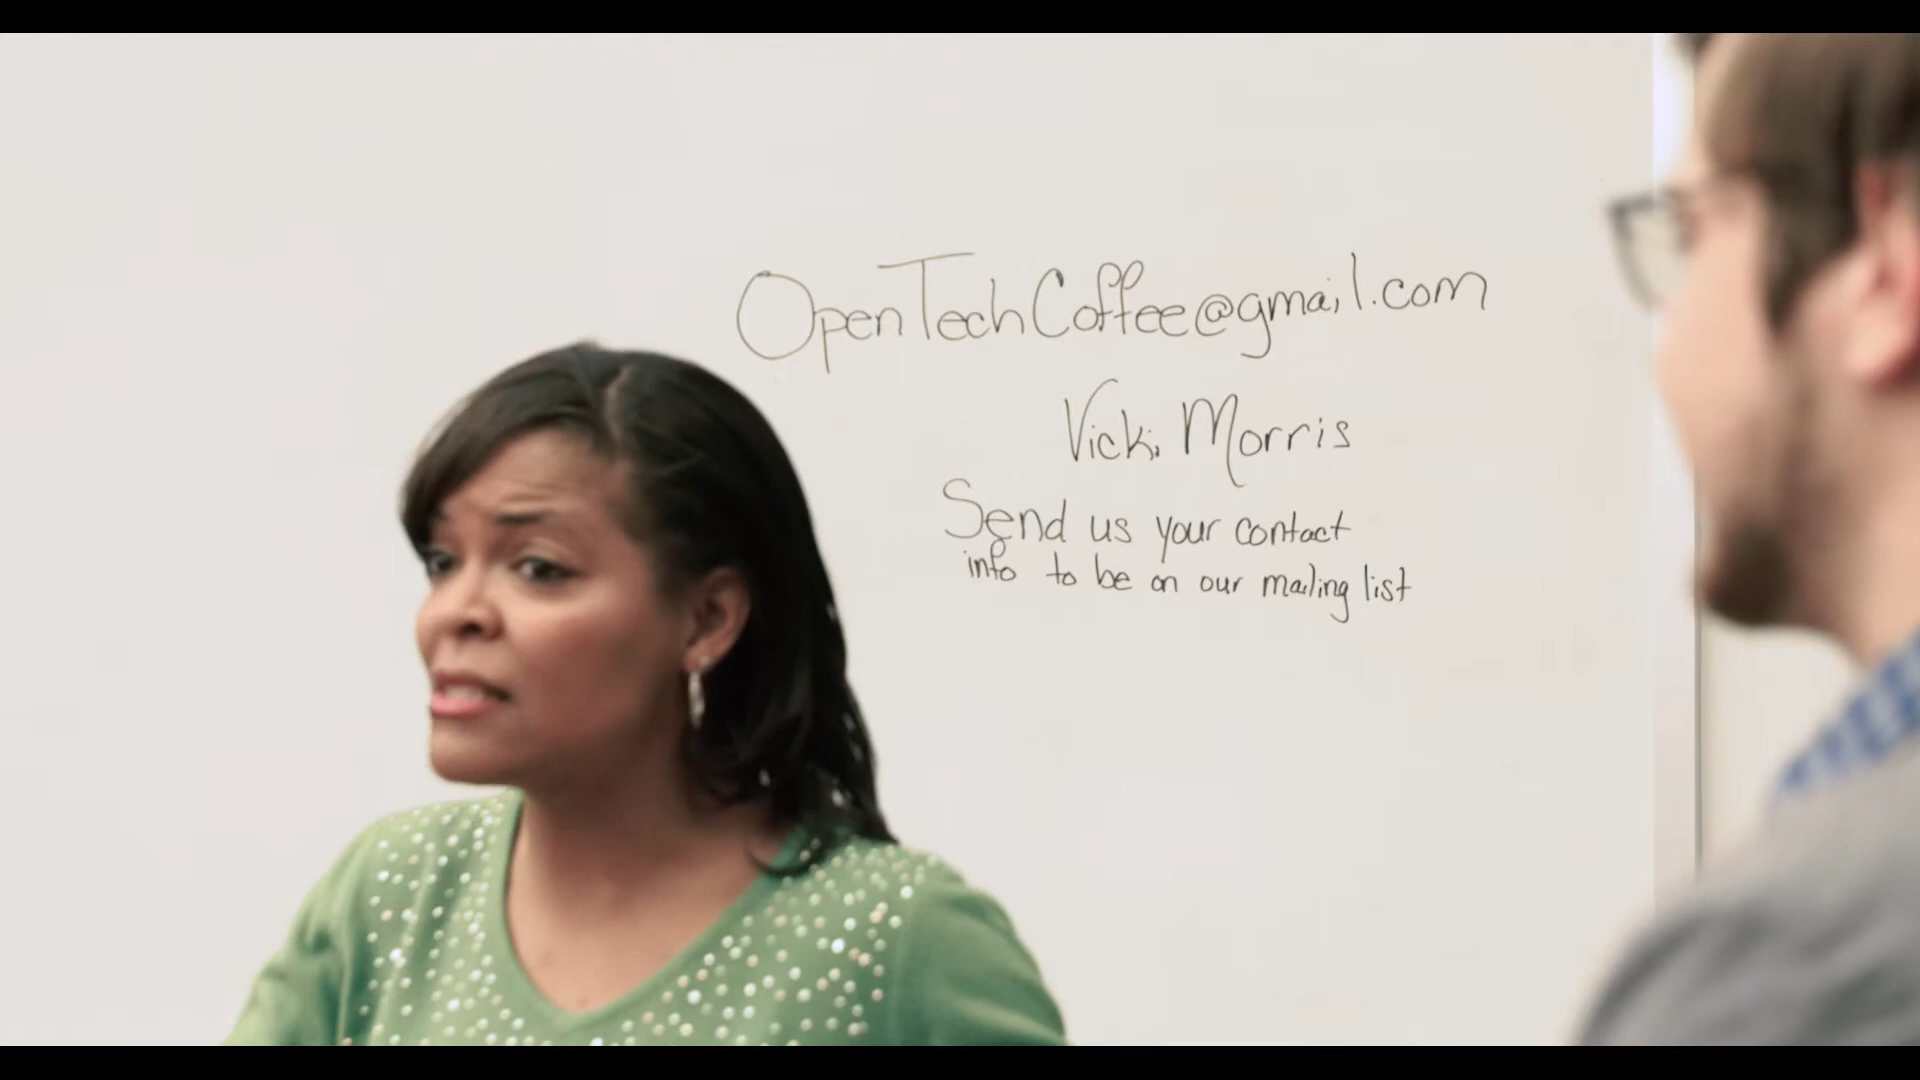 OpenTechCoffee@gmail.com
Vicki Morris
Send us your contact
info to be on our mailing list